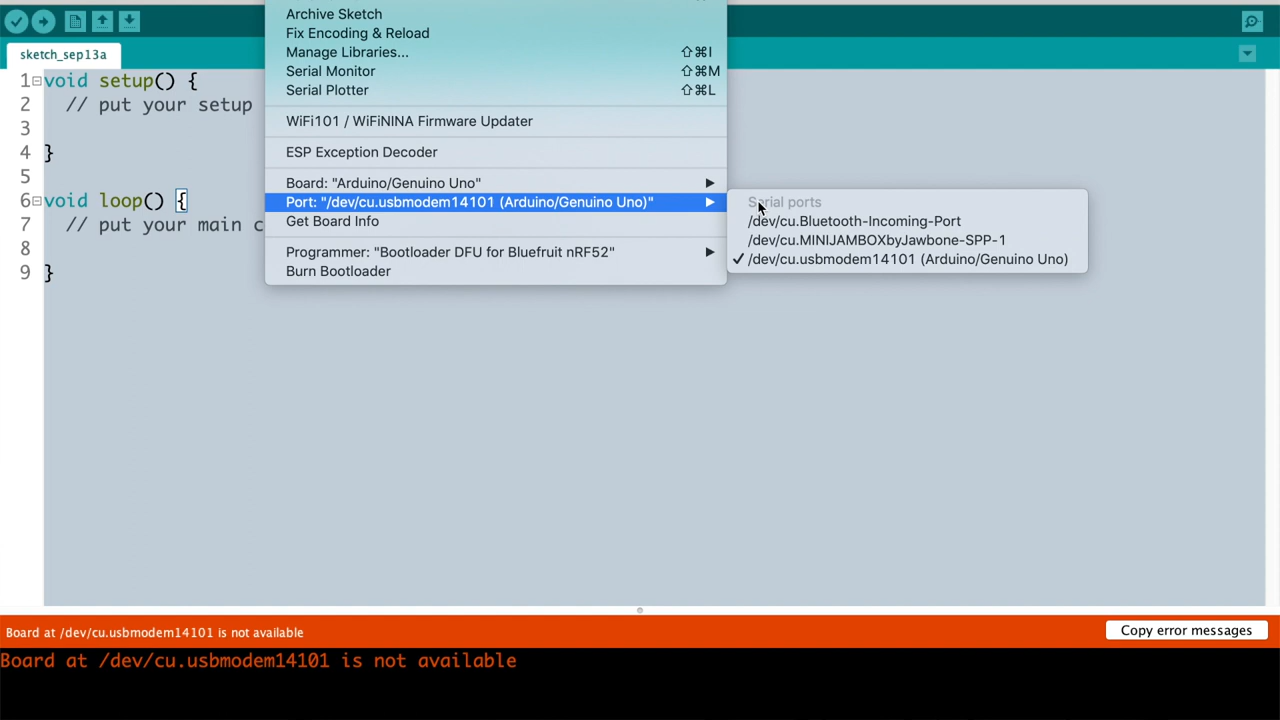 Archive Sketch
Fix Encoding & Reload
Manage Libraries... ⇧⌘I
Serial Monitor ⇧⌘M
Serial Plotter ⇧⌘L
WiFi101 / WiFiNINA Firmware Updater
ESP Exception Decoder
Board: "Arduino/Genuino Uno"
Port: "/dev/cu.usbmodem14101 (Arduino/Genuino Uno)"
Get Board Info
Programmer: "Bootloader DFU for Bluefruit nRF52"
Burn Bootloader
Serial ports
/dev/cu.Bluetooth-Incoming-Port
/dev/cu.MINIJAMBOXbyJawbone-SPP-1
✓ /dev/cu.usbmodem14101 (Arduino/Genuino Uno)
sketch_sep13a
1 void setup() {
2 // put your setup
3
4 }
5
6 void loop() {
7 // put your main c
8
9 }
Board at /dev/cu.usbmodem14101 is not available
Copy error messages
Board at /dev/cu.usbmodem14101 is not available